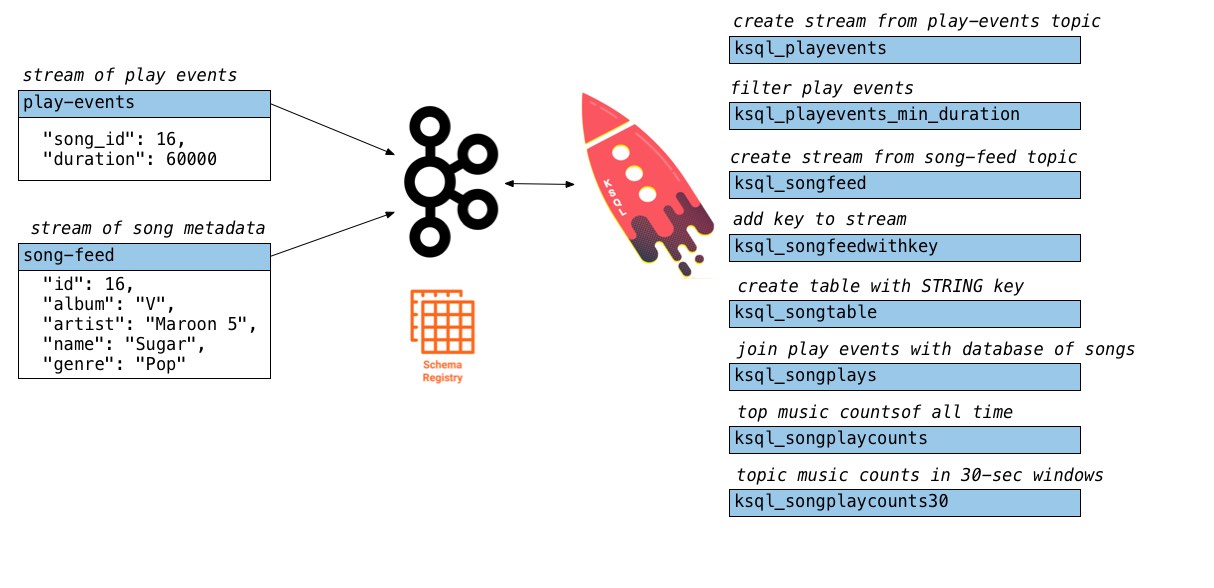 stream of play events
play-events
"song_id": 16,
"duration": 60000
stream of song metadata
song-feed
"id": 16,
"album": "V",
"artist": "Maroon 5",
"name": "Sugar",
"genre": "Pop"
Schema
Registry
KSQL
create stream from play-events topic
ksql_playevents
filter play events
ksql_playevents_min_duration
create stream from song-feed topic
ksql_songfeed
add key to stream
ksql_songfeedwithkey
create table with STRING key
ksql_songtable
join play events with database of songs
ksql_songplays
top music countsof all time
ksql_songplaycounts
topic music counts in 30-sec windows
ksql_songplaycounts30